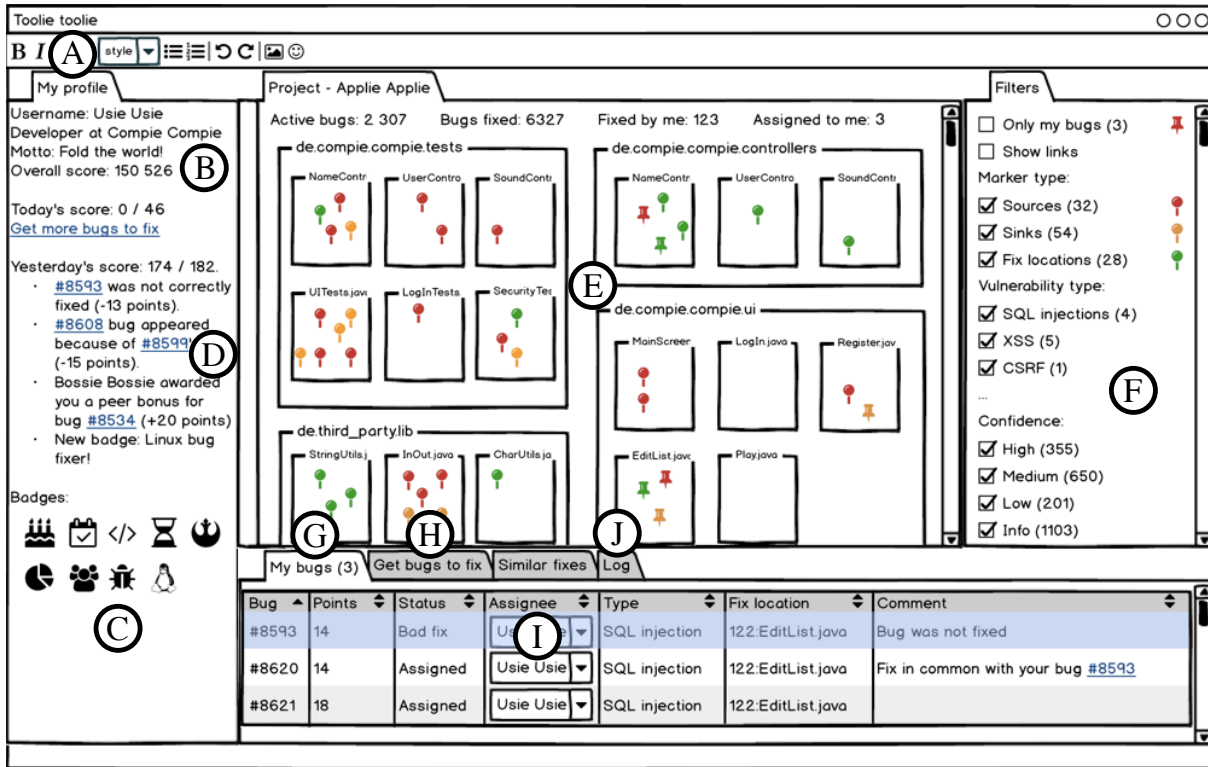 Toolie toolie
B I A style
My profile
Username: Usie Usie
Developer at Compie Compie
Motto: Fold the world!
Overall score: 150 526
B
Today's score: 0 / 46
Get more bugs to fix
Yesterday's score: 174 / 182.
• #8593 was not correctly
fixed (-13 points).
• #8608 bug appeared
because of #8599
(-15 points).
D
• Bossie Bossie awarded
you a peer bonus for
bug #8534 (+20 points)
• New badge: Linux bug
fixer!
Badges:
C
Project - Applie Applie
Active bugs: 2 307 Bugs fixed: 6327 Fixed by me: 123 Assigned to me: 3
de.compie.compie.tests
NameContr UserContro SoundContr
UITests.java LogInTests. SecurityTes
de.third_party.lib
StringUtils.j InOut.java CharUtils.ja
de.compie.compie.controllers
NameContr UserContro SoundContr
E
de.compie.compie.ui
MainScreen LogIn.java Register.jav
EditList.java Play.java
Filters
Only my bugs (3)
Show links
Marker type:
Sources (32)
Sinks (54)
Fix locations (28)
Vulnerability type:
SQL injections (4)
XSS (5)
CSRF (1)
...
F
Confidence:
High (355)
Medium (650)
Low (201)
Info (1103)
G H J
My bugs (3) Get bugs to fix Similar fixes Log
Bug Points Status Assignee Type Fix location Comment
#8593 14 Bad fix Usie SQL injection 122:EditList.java Bug was not fixed
I
#8620 14 Assigned Usie Usie SQL injection 122:EditList.java Fix in common with your bug #8593
#8621 18 Assigned Usie Usie SQL injection 122:EditList.java